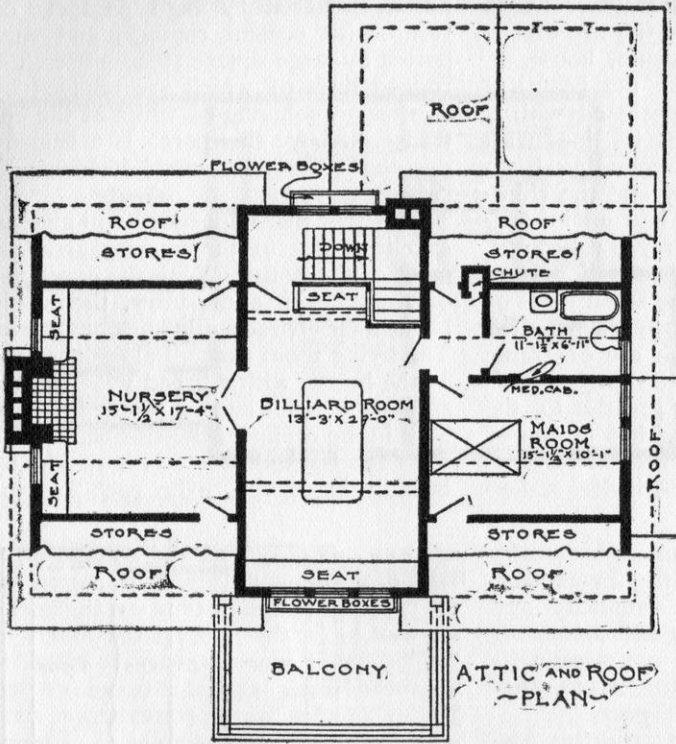 ROOF
FLOWER BOXES
ROOF
ROOF
STORES
DOWN
STORES
CHUTE
SEAT
SEAT
BATH
11'-1½" X 6'-11"
NURSERY
15'-1½ X 17'-4"
BILLIARD ROOM
13'-3" X 29'-0"
MED. CAB.
MAIDS
ROOM
15'-1½" X 10'-1"
SEAT
ROOF
STORES
STORES
ROOF
SEAT
ROOF
FLOWER BOXES
BALCONY
ATTIC AND ROOF
~PLAN~